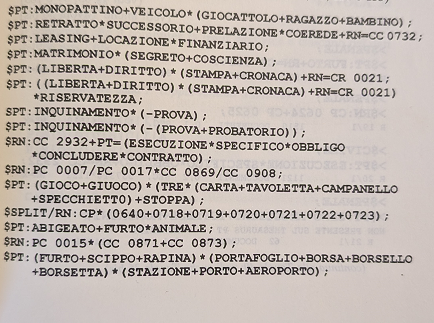 $PT:MONOPATTINO+VEICOLO*(GIOCATTOLO+RAGAZZO+BAMBINO);
$PT:RETRATTO*SUCCESSORIO+PRELAZIONE*COEREDE+RN=CC 0732;
$PT:LEASING+LOCAZIONE*FINANZIARIO;
$PT:MATRIMONIO*(SEGRETO+COSCIENZA);
$PT:(LIBERTA+DIRITTO)*(STAMPA+CRONACA)+RN=CR 0021;
$PT:((LIBERTA+DIRITTO)*(STAMPA+CRONACA)+RN=CR 0021)
*RISERVATEZZA;
$PT:INQUINAMENTO*(-PROVA);
$PT:INQUINAMENTO*(-(PROVA+PROBATORIO));
$RN:CC 2932+PT=(ESECUZIONE*SPECIFICO*OBBLIGO
*CONCLUDERE*CONTRATTO);
$RN:PC 0007/PC 0017*CC 0869/CC 0908;
$PT:(GIOCO+GIUOCO)*(TRE*(CARTA+TAVOLETTA+CAMPANELLO
+SPECCHIETTO)+STOPPA);
$SPLIT/RN:CP*(0640+0718+0719+0720+0721+0722+0723);
$PT:ABIGEATO+FURTO*ANIMALE;
$RN:PC 0015*(CC 0871+CC 0873);
$PT:(FURTO+SCIPPO+RAPINA)*(PORTAFOGLIO+BORSA+BORSELLO
+BORSETTA)*(STAZIONE+PORTO+AEROPORTO);